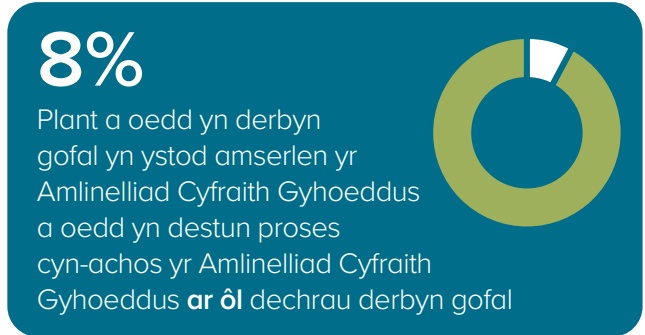 8%
Plant a oedd yn derbyn
gofal yn ystod amserlen yr
Amlinelliad Cyfraith Gyhoeddus
a oedd yn destun proses
cyn-achos yr Amlinelliad Cyfraith
Gyhoeddus ar ôl dechrau derbyn gofal